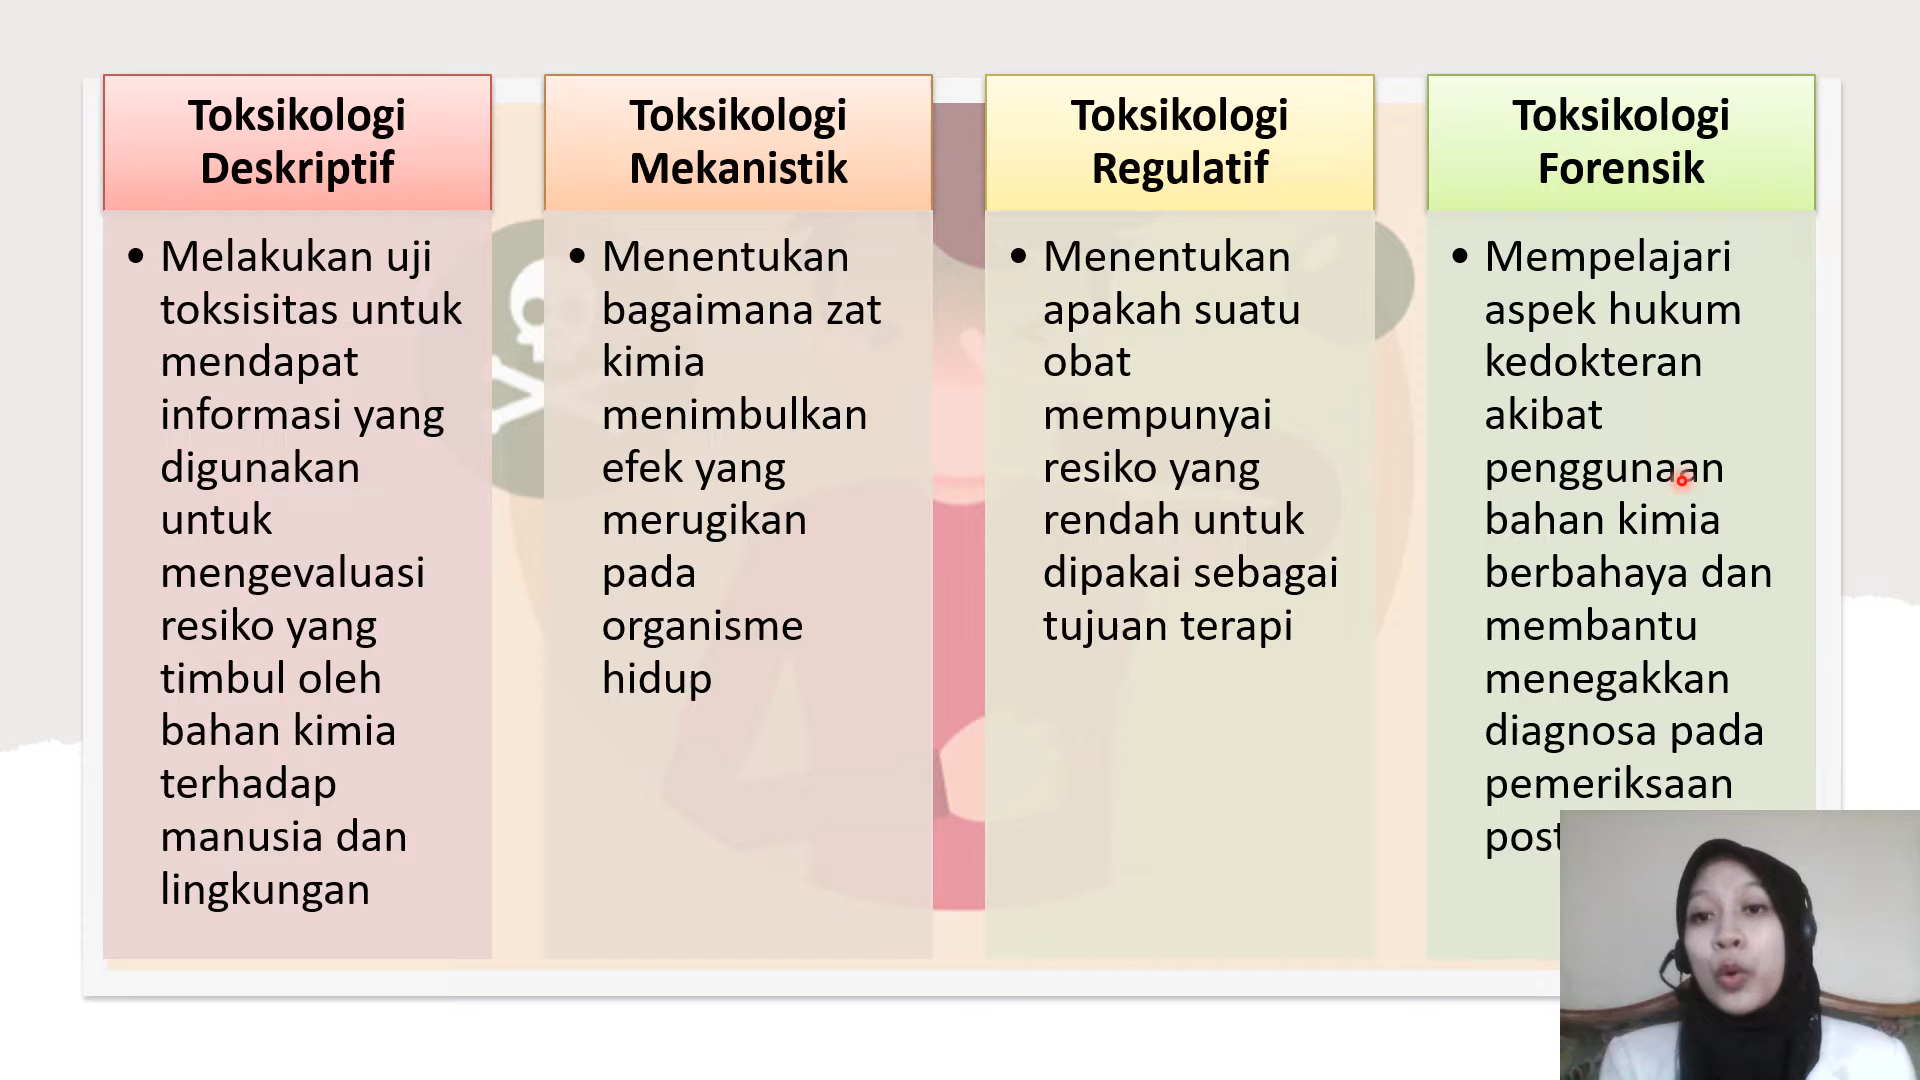 Toksikologi
Deskriptif
• Melakukan uji
toksisitas untuk
mendapat
informasi yang
digunakan
untuk
mengevaluasi
resiko yang
timbul oleh
bahan kimia
terhadap
manusia dan
lingkungan
Toksikologi
Mekanistik
• Menentukan
bagaimana zat
kimia
menimbulkan
efek yang
merugikan
pada
organisme
hidup
Toksikologi
Regulatif
• Menentukan
apakah suatu
obat
mempunyai
resiko yang
rendah untuk
dipakai sebagai
tujuan terapi
Toksikologi
Forensik
• Mempelajari
aspek hukum
kedokteran
akibat
penggunaan
bahan kimia
berbahaya dan
membantu
menegakkan
diagnosa pada
pemeriksaan